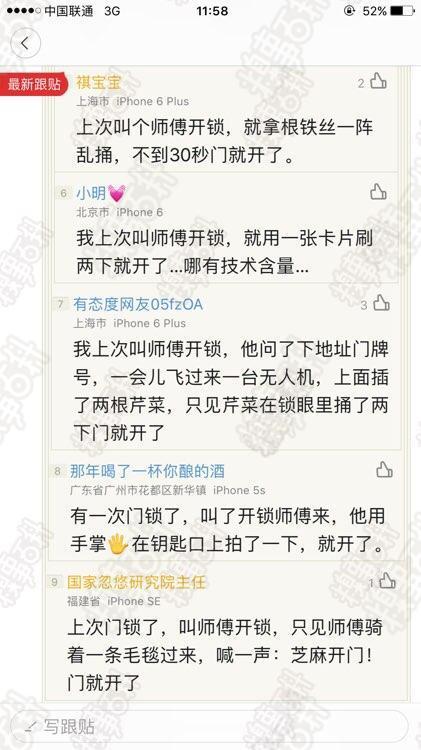 中国联通 3G 11:58 52%
最新跟贴
祺宝宝 2
上海市 iPhone 6 Plus
上次叫个师傅开锁，就拿根铁丝一阵
乱捅，不到30秒门就开了。
6 小明💓
北京市 iPhone 6
我上次叫师傅开锁，就用一张卡片刷
两下就开了...哪有技术含量...
7 有态度网友05fzOA 3
上海市 iPhone 6 Plus
我上次叫师傅开锁，他问了下地址门牌
号，一会儿飞过来一台无人机，上面插
了两根芹菜，只见芹菜在锁眼里捅了两
下门就开了
8 那年喝了一杯你酿的酒
广东省广州市花都区新华镇 iPhone 5s
有一次门锁了，叫了开锁师傅来，他用
手掌🖐在钥匙口上拍了一下，就开了。
9 国家忽悠研究院主任 1
福建省 iPhone SE
上次门锁了，叫师傅开锁，只见师傅骑
着一条毛毯过来，喊一声：芝麻开门！
门就开了
写跟贴